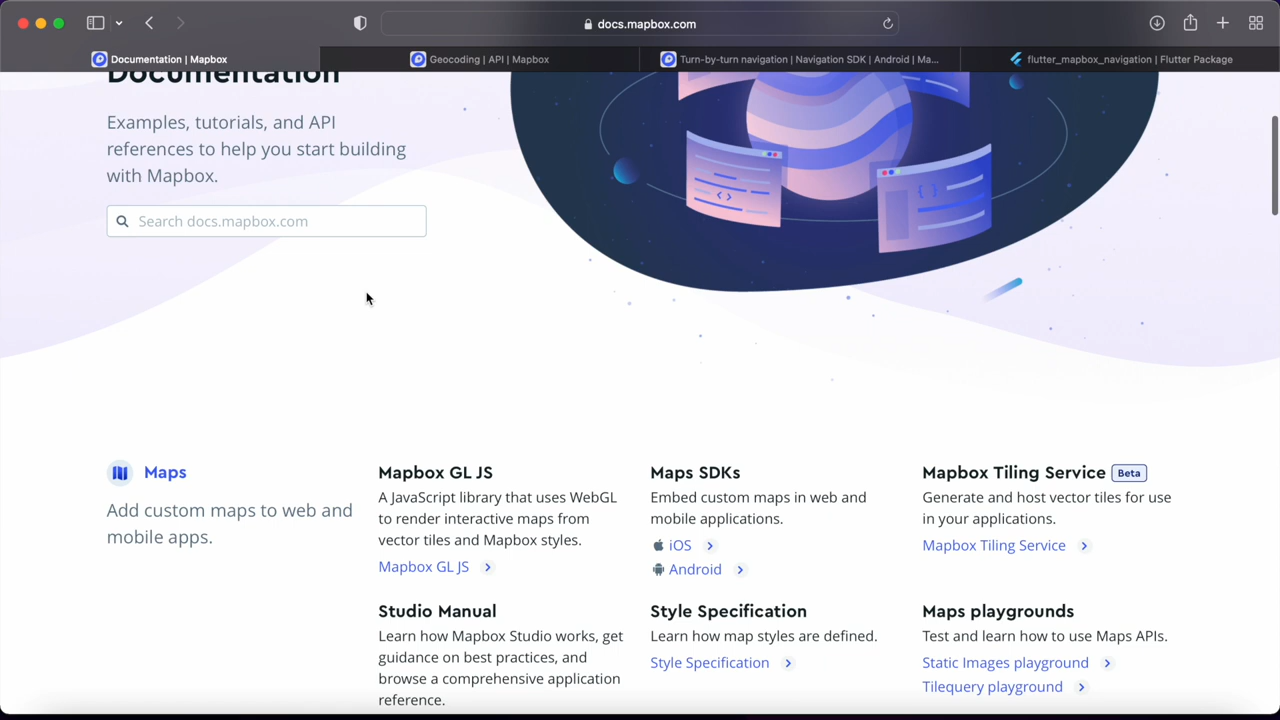 docs.mapbox.com
Documentation | Mapbox
Geocoding | API | Mapbox
Turn-by-turn navigation | Navigation SDK | Android | Ma...
flutter_mapbox_navigation | Flutter Package
Documentation
Examples, tutorials, and API
references to help you start building
with Mapbox.
Search docs.mapbox.com
Maps
Add custom maps to web and
mobile apps.
Mapbox GL JS
A JavaScript library that uses WebGL
to render interactive maps from
vector tiles and Mapbox styles.
Mapbox GL JS
Maps SDKs
Embed custom maps in web and
mobile applications.
iOS
Android
Mapbox Tiling Service Beta
Generate and host vector tiles for use
in your applications.
Mapbox Tiling Service
Studio Manual
Learn how Mapbox Studio works, get
guidance on best practices, and
browse a comprehensive application
reference.
Style Specification
Learn how map styles are defined.
Style Specification
Maps playgrounds
Test and learn how to use Maps APIs.
Static Images playground
Tilequery playground